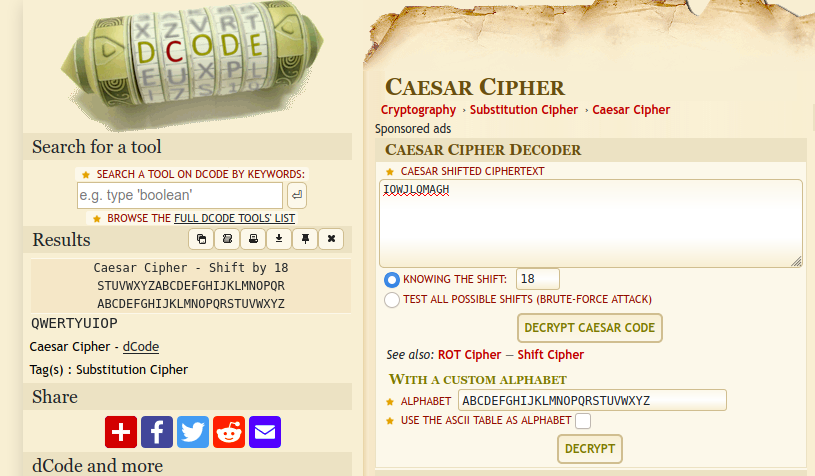 X Z V R T
DCODE
E U X P L
Search for a tool
SEARCH A TOOL ON DCODE BY KEYWORDS:
e.g. type 'boolean'
BROWSE THE FULL DCODE TOOLS' LIST
Results
Caesar Cipher - Shift by 18
STUVWXYZABCDEFGHIJKLMNOPQR
ABCDEFGHIJKLMNOPQRSTUVWXYZ
QWERTYUIOP
Caesar Cipher - dCode
Tag(s) : Substitution Cipher
Share
dCode and more
CAESAR CIPHER
Cryptography › Substitution Cipher › Caesar Cipher
Sponsored ads
CAESAR CIPHER DECODER
CAESAR SHIFTED CIPHERTEXT
IOWJLQMAGH
KNOWING THE SHIFT: 18
TEST ALL POSSIBLE SHIFTS (BRUTE-FORCE ATTACK)
DECRYPT CAESAR CODE
See also: ROT Cipher — Shift Cipher
WITH A CUSTOM ALPHABET
ALPHABET ABCDEFGHIJKLMNOPQRSTUVWXYZ
USE THE ASCII TABLE AS ALPHABET
DECRYPT